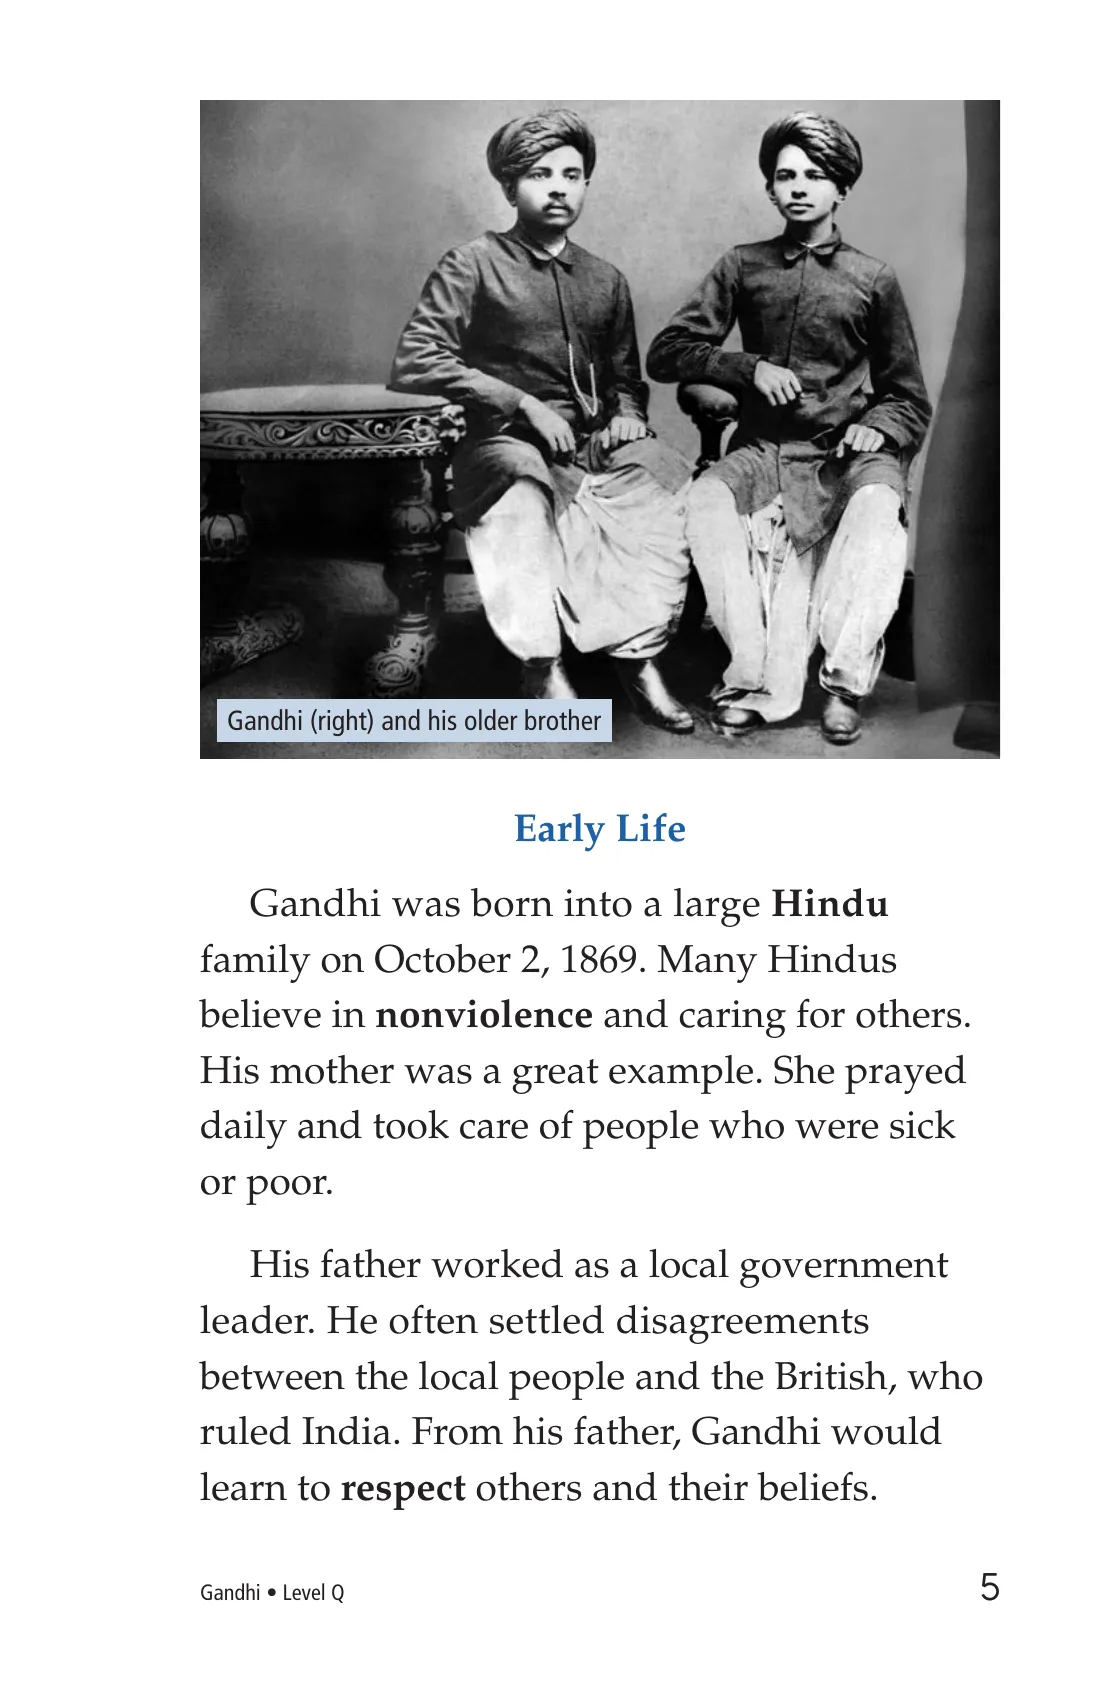 Gandhi (right) and his older brother
Early Life
Gandhi was born into a large Hindu
family on October 2, 1869. Many Hindus
believe in nonviolence and caring for others.
His mother was a great example. She prayed
daily and took care of people who were sick
or poor.
His father worked as a local government
leader. He often settled disagreements
between the local people and the British, who
ruled India. From his father, Gandhi would
learn to respect others and their beliefs.
Gandhi • Level Q
5